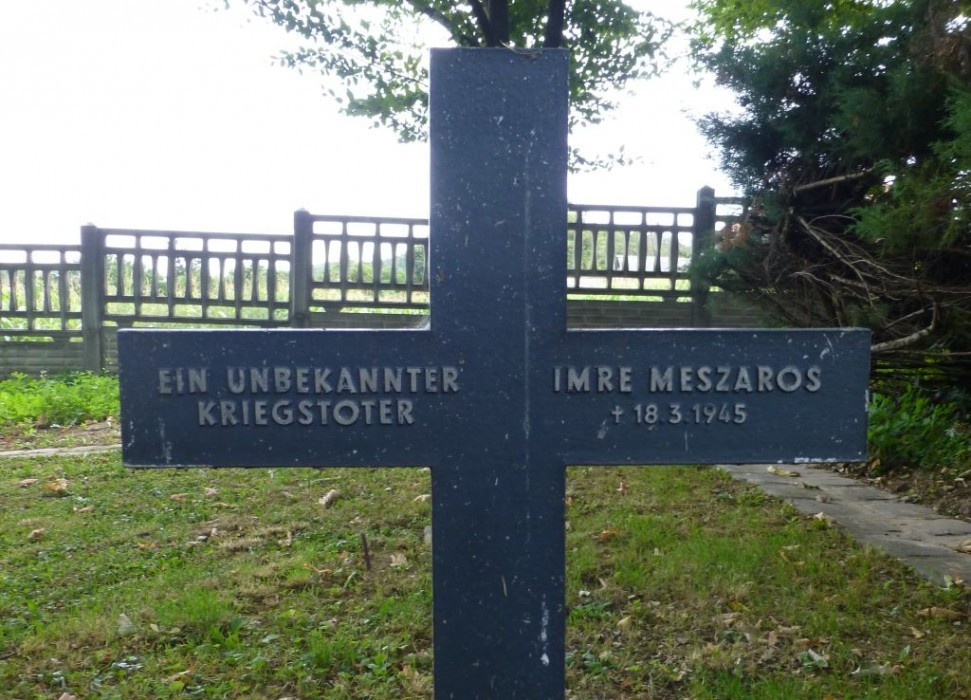 EIN UNBEKANNTER
KRIEGSTOTER
IMRE MESZAROS
✝ 18.3.1945